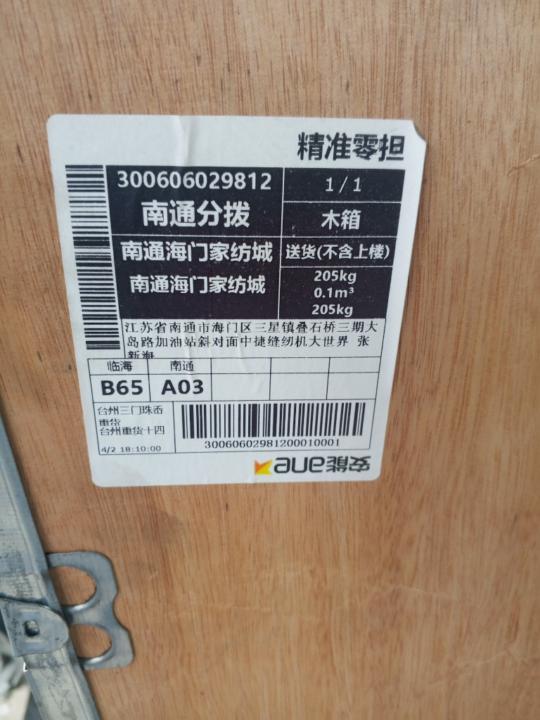 精准零担
300606029812
1/1
南通分拨
木箱
南通海门家纺城
送货(不含上楼)
南通海门家纺城
205kg
0.1m³
205kg
江苏省南通市海门区三星镇叠石桥三期大
岛路加油站斜对面中捷缝纫机大世界 张
新海
临海 南通
B65 A03
台州三门珠岙
重货
台州重货十四
4/2 18:10:00
30060602981200010001
安能ane